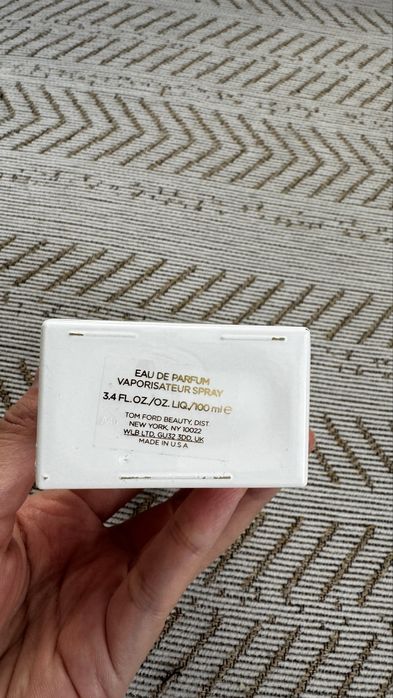 EAU DE PARFUM
VAPORISATEUR SPRAY
3.4 FL.OZ./OZ. LIQ./100 ml ℮
TOM FORD BEAUTY, DIST.
NEW YORK, NY 10022
WLB LTD, GU32 3DD, UK
MADE IN U.S.A.